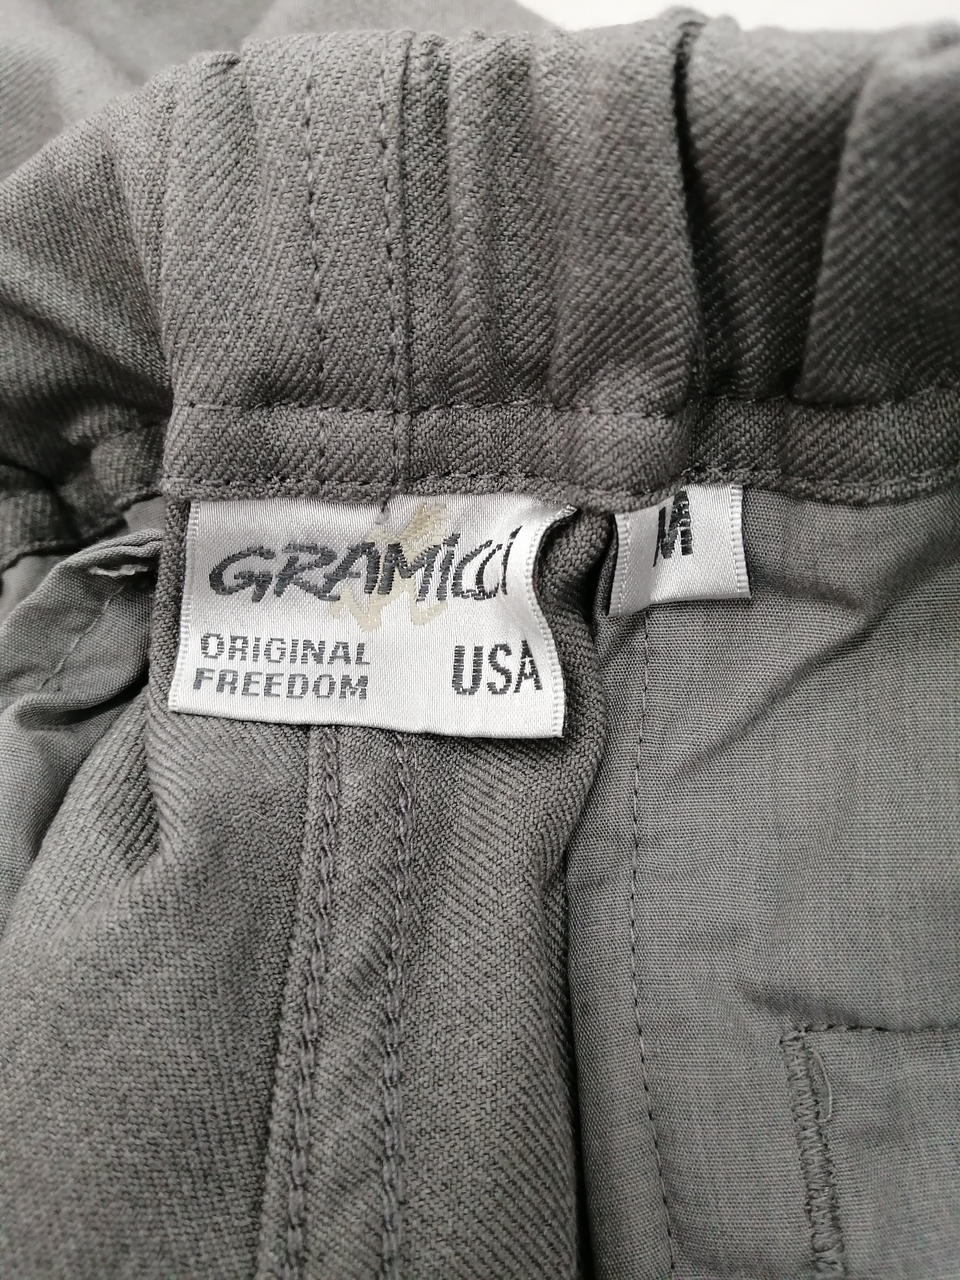 GRAMicci
ORIGINAL
FREEDOM
USA
M